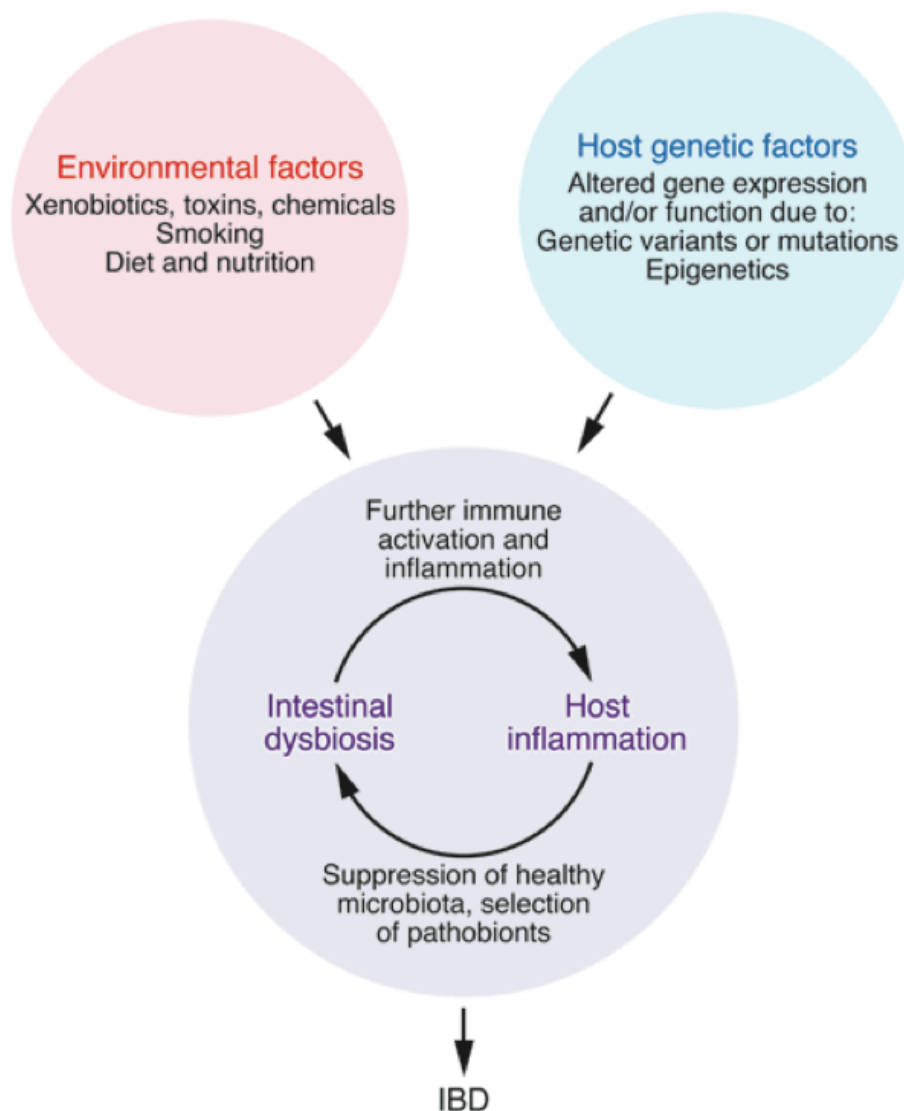 Environmental factors
Xenobiotics, toxins, chemicals
Smoking
Diet and nutrition
Host genetic factors
Altered gene expression
and/or function due to:
Genetic variants or mutations
Epigenetics
Further immune
activation and
inflammation
Intestinal
dysbiosis
Host
inflammation
Suppression of healthy
microbiota, selection
of pathobionts
IBD